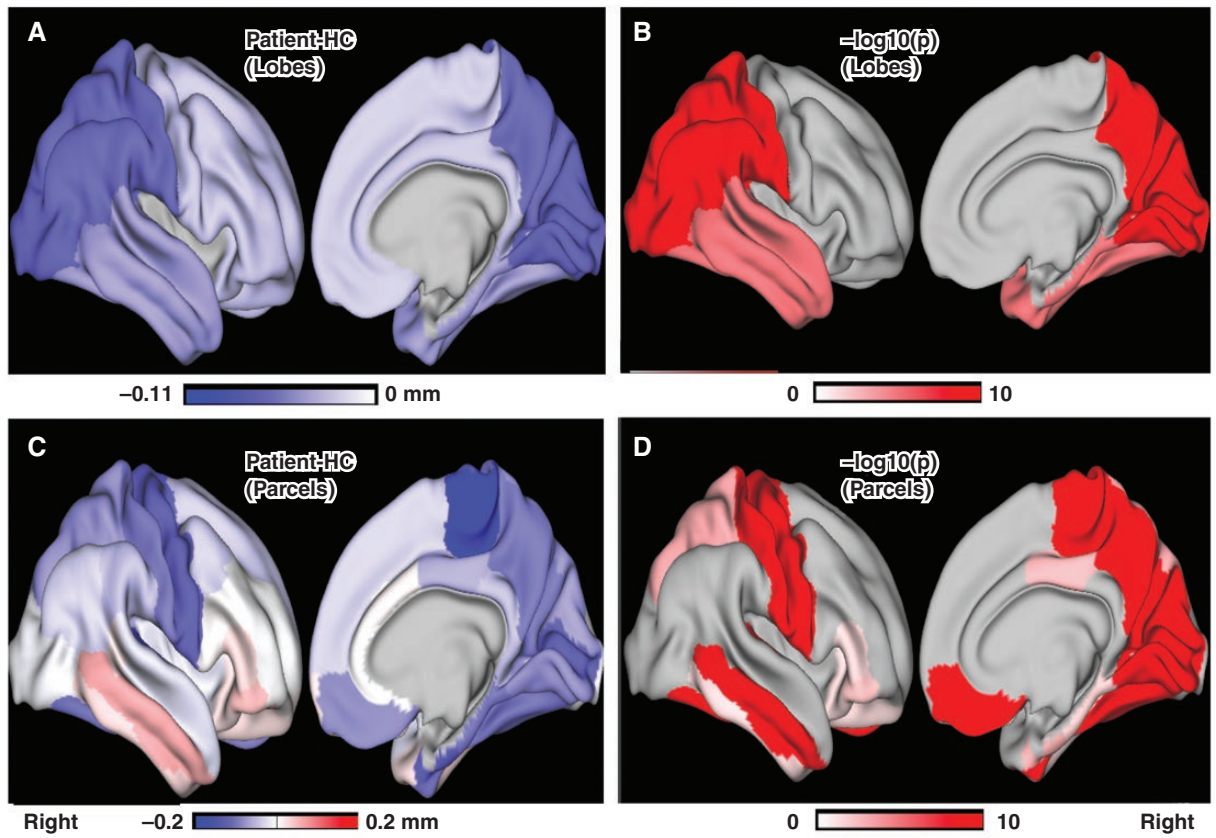 A
Patient-HC
(Lobes)
B
–log10(p)
(Lobes)
–0.11
0 mm
0
10
C
Patient-HC
(Parcels)
D
–log10(p)
(Parcels)
Right
–0.2
0.2 mm
0
10
Right